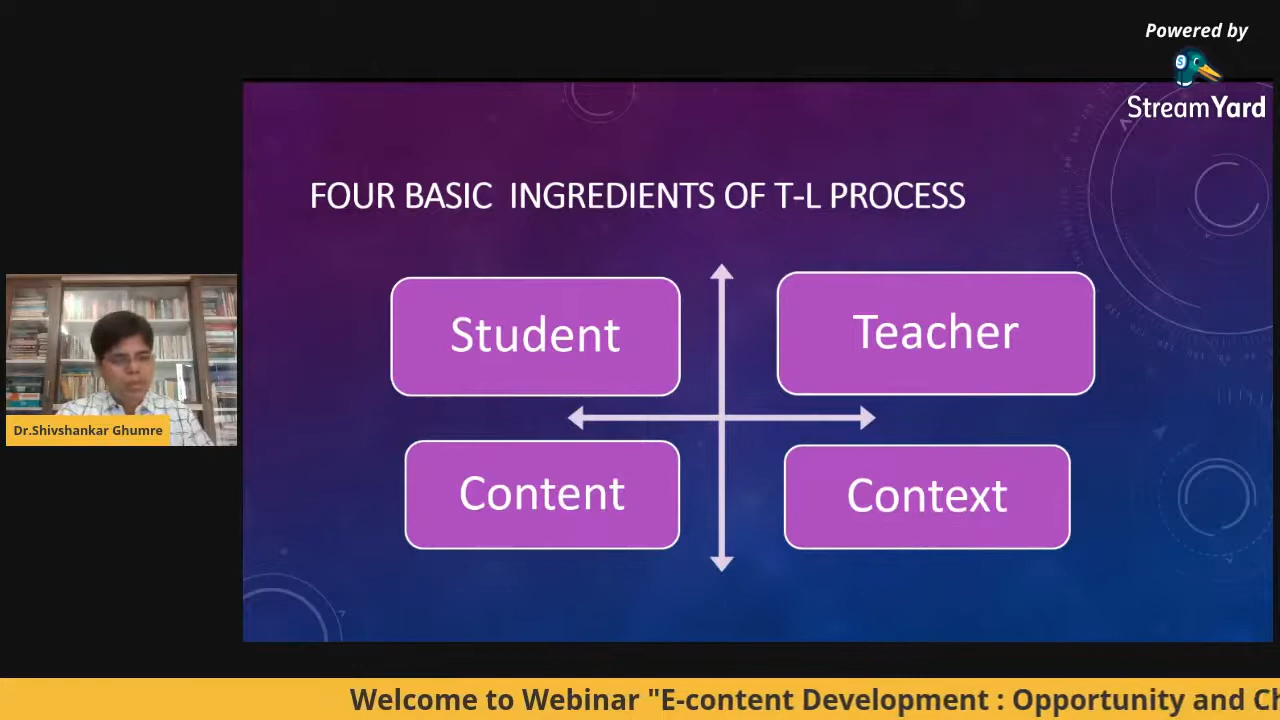 Powered by
StreamYard
FOUR BASIC INGREDIENTS OF T-L PROCESS
Student
Teacher
Content
Context
Dr.Shivshankar Ghumre
Welcome to Webinar "E-content Development : Opportunity and